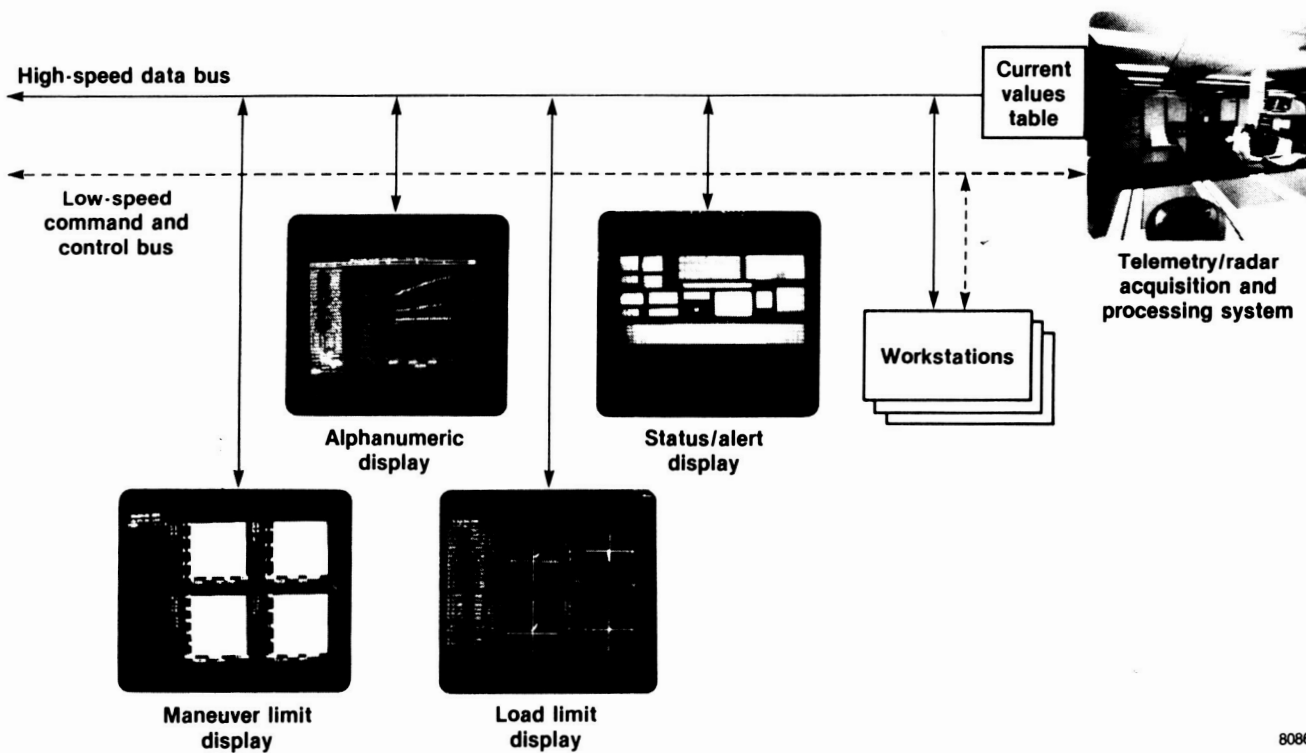 High-speed data bus
Current
values
table
Low-speed
command and
control bus
Telemetry/radar
acquisition and
processing system
Workstations
Alphanumeric
display
Status/alert
display
Maneuver limit
display
Load limit
display
8086